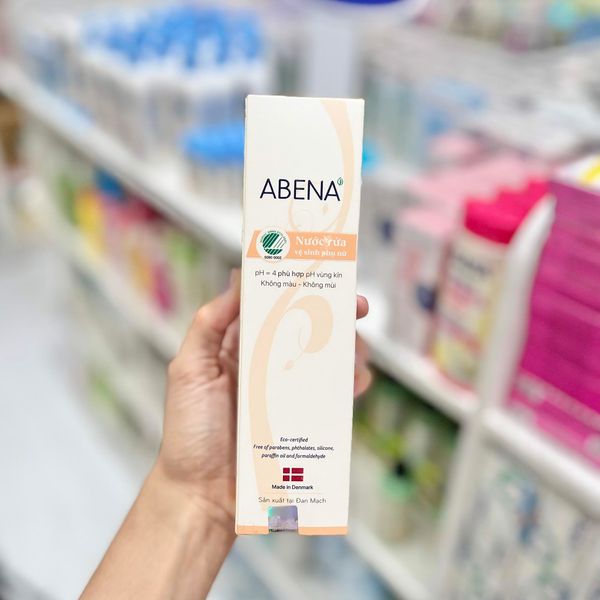 ABENA
Nước rửa
vệ sinh phụ nữ
pH = 4 phù hợp pH vùng kín
Không màu – Không mùi
Eco-certified
Free of parabens, phthalates, silicone,
paraffin oil and formaldehyde
Made in Denmark
Sản xuất tại Đan Mạch